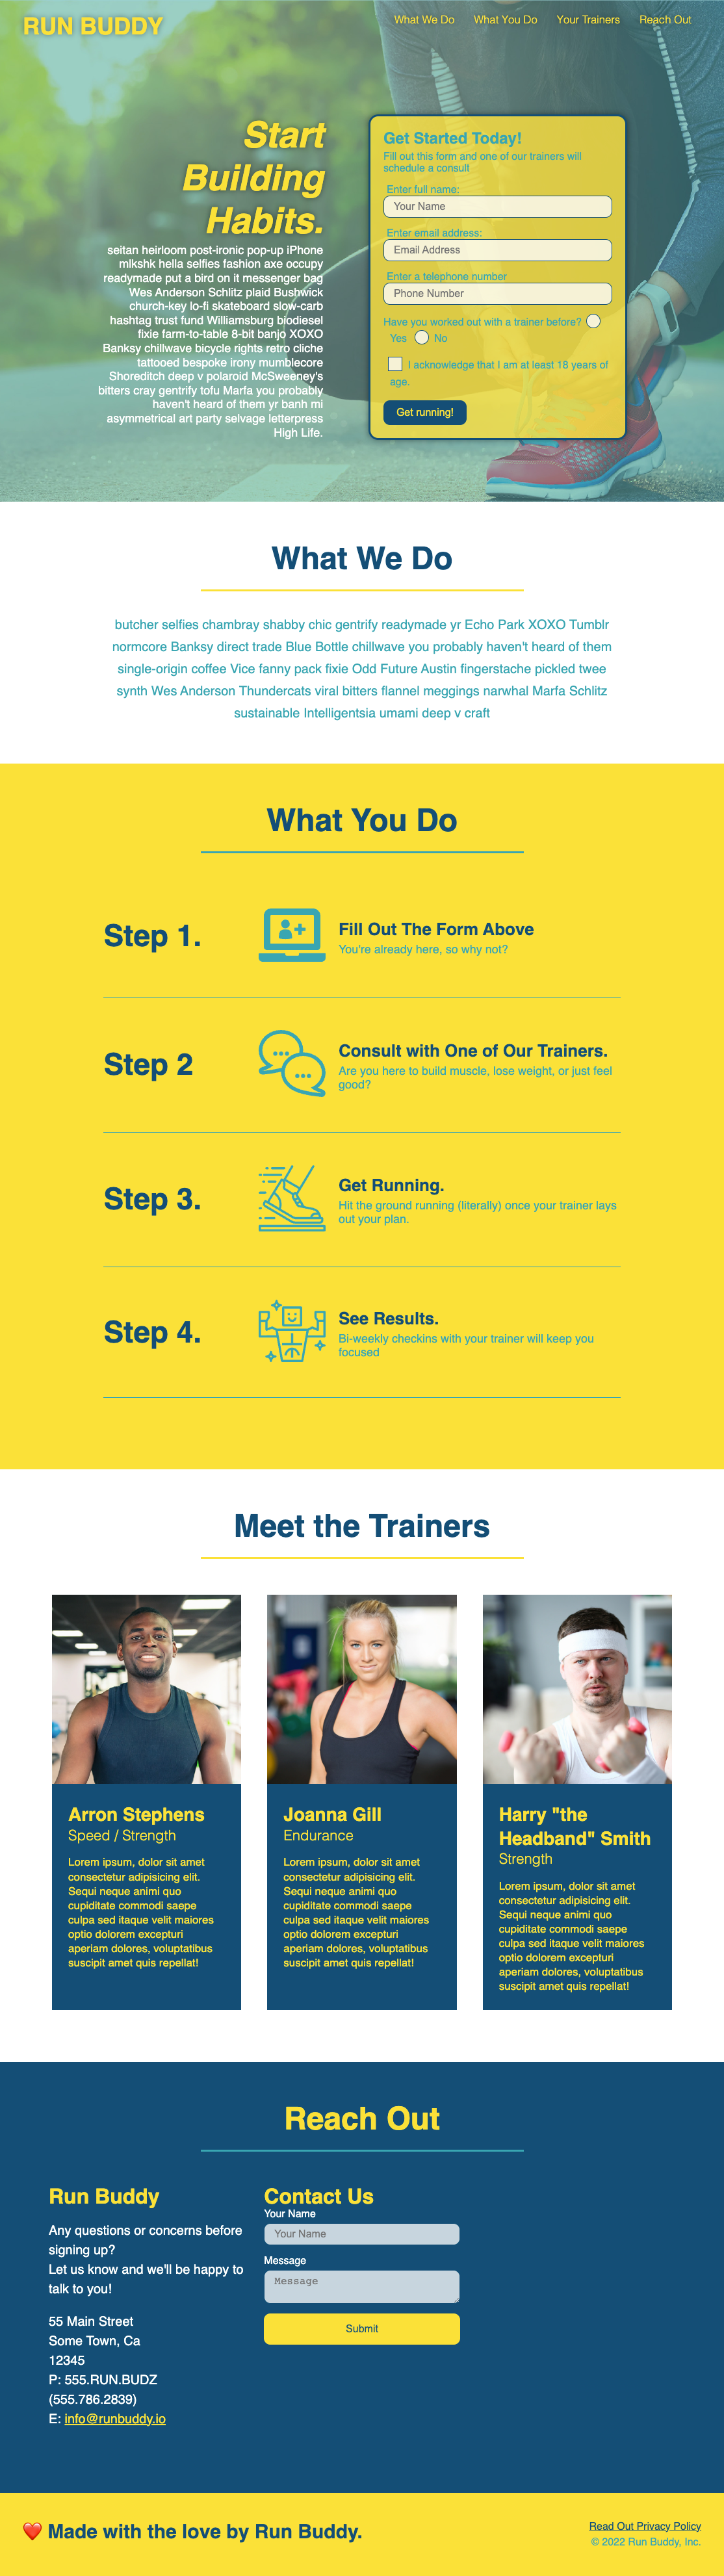 RUN BUDDY
What We Do
What You Do
Your Trainers
Reach Out
Start
Building
Habits.
seitan heirloom post-ironic pop-up iPhone
mlkshk hella selfies fashion axe occupy
readymade put a bird on it messenger bag
Wes Anderson Schlitz plaid Bushwick
church-key lo-fi skateboard slow-carb
hashtag trust fund Williamsburg biodiesel
fixie farm-to-table 8-bit banjo XOXO
Banksy chillwave bicycle rights retro cliche
tattooed bespoke irony mumblecore
Shoreditch deep v polaroid McSweeney's
bitters cray gentrify tofu Marfa you probably
haven't heard of them yr banh mi
asymmetrical art party selvage letterpress
High Life.
Get Started Today!
Fill out this form and one of our trainers will
schedule a consult
Enter full name:
Your Name
Enter email address:
Email Address
Enter a telephone number
Phone Number
Have you worked out with a trainer before?
Yes No
I acknowledge that I am at least 18 years of
age.
Get running!
What We Do
butcher selfies chambray shabby chic gentrify readymade yr Echo Park XOXO Tumblr
normcore Banksy direct trade Blue Bottle chillwave you probably haven't heard of them
single-origin coffee Vice fanny pack fixie Odd Future Austin fingerstache pickled twee
synth Wes Anderson Thundercats viral bitters flannel meggings narwhal Marfa Schlitz
sustainable Intelligentsia umami deep v craft
What You Do
Step 1.
Fill Out The Form Above
You're already here, so why not?
Step 2
Consult with One of Our Trainers.
Are you here to build muscle, lose weight, or just feel
good?
Step 3.
Get Running.
Hit the ground running (literally) once your trainer lays
out your plan.
Step 4.
See Results.
Bi-weekly checkins with your trainer will keep you
focused
Meet the Trainers
Arron Stephens
Speed / Strength
Lorem ipsum, dolor sit amet
consectetur adipisicing elit.
Sequi neque animi quo
cupiditate commodi saepe
culpa sed itaque velit maiores
optio dolorem excepturi
aperiam dolores, voluptatibus
suscipit amet quis repellat!
Joanna Gill
Endurance
Lorem ipsum, dolor sit amet
consectetur adipisicing elit.
Sequi neque animi quo
cupiditate commodi saepe
culpa sed itaque velit maiores
optio dolorem excepturi
aperiam dolores, voluptatibus
suscipit amet quis repellat!
Harry "the
Headband" Smith
Strength
Lorem ipsum, dolor sit amet
consectetur adipisicing elit.
Sequi neque animi quo
cupiditate commodi saepe
culpa sed itaque velit maiores
optio dolorem excepturi
aperiam dolores, voluptatibus
suscipit amet quis repellat!
Reach Out
Run Buddy
Any questions or concerns before
signing up?
Let us know and we'll be happy to
talk to you!
55 Main Street
Some Town, Ca
12345
P: 555.RUN.BUDZ
(555.786.2839)
E: info@runbuddy.io
Contact Us
Your Name
Your Name
Message
Message
Submit
❤️ Made with the love by Run Buddy.
Read Out Privacy Policy
© 2022 Run Buddy, Inc.